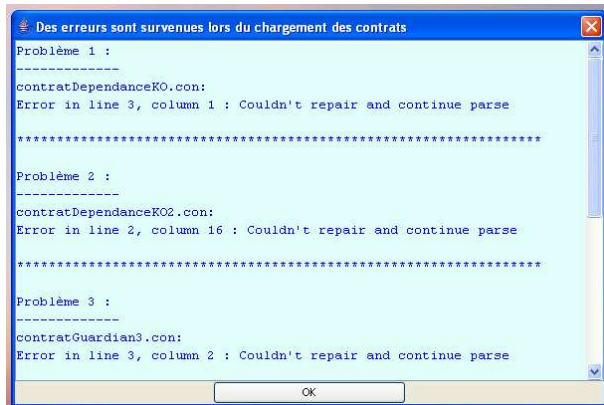 Des erreurs sont survenues lors du chargement des contrats
Problème 1 :
-------------
contratDependanceKO.con:
Error in line 3, column 1 : Couldn't repair and continue parse
******************************************************************
Problème 2 :
-------------
contratDependanceKO2.con:
Error in line 2, column 16 : Couldn't repair and continue parse
******************************************************************
Problème 3 :
-------------
contratGuardian3.con:
Error in line 3, column 2 : Couldn't repair and continue parse
OK